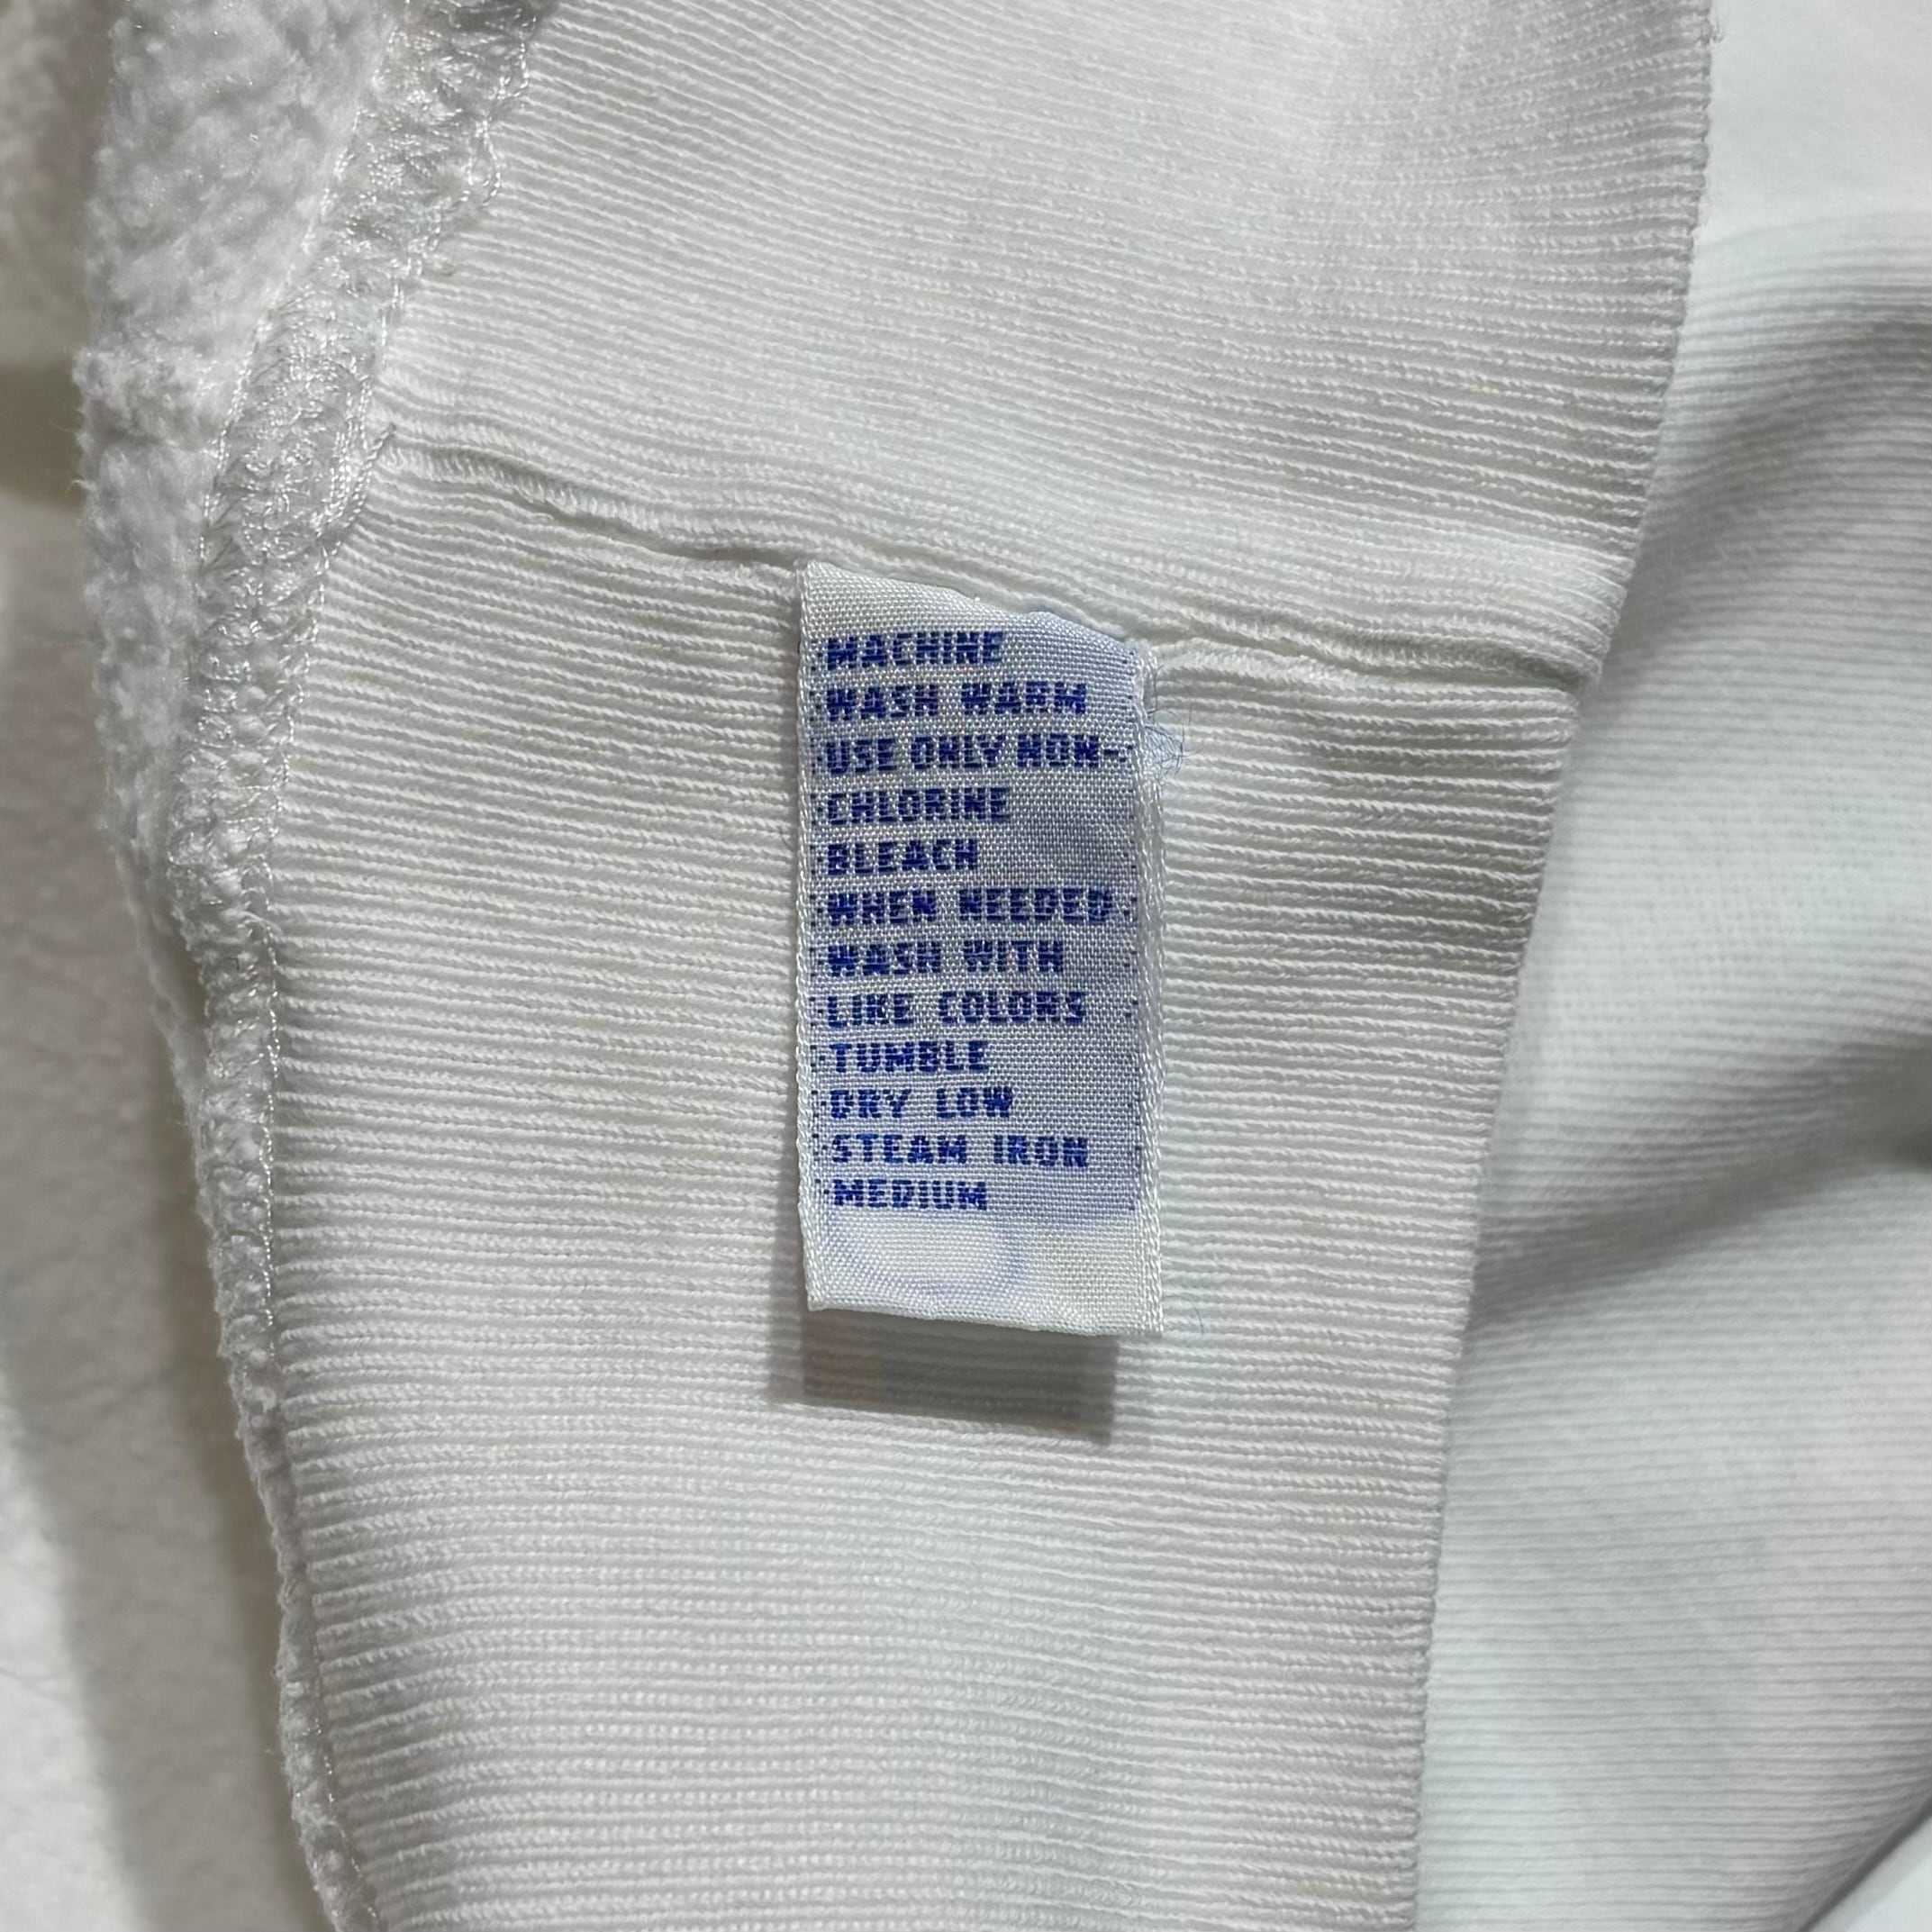 MACHINE
WASH WARM
USE ONLY NON-
CHLORINE
BLEACH
WHEN NEEDED
WASH WITH
LIKE COLORS
TUMBLE
DRY LOW
STEAM IRON
MEDIUM